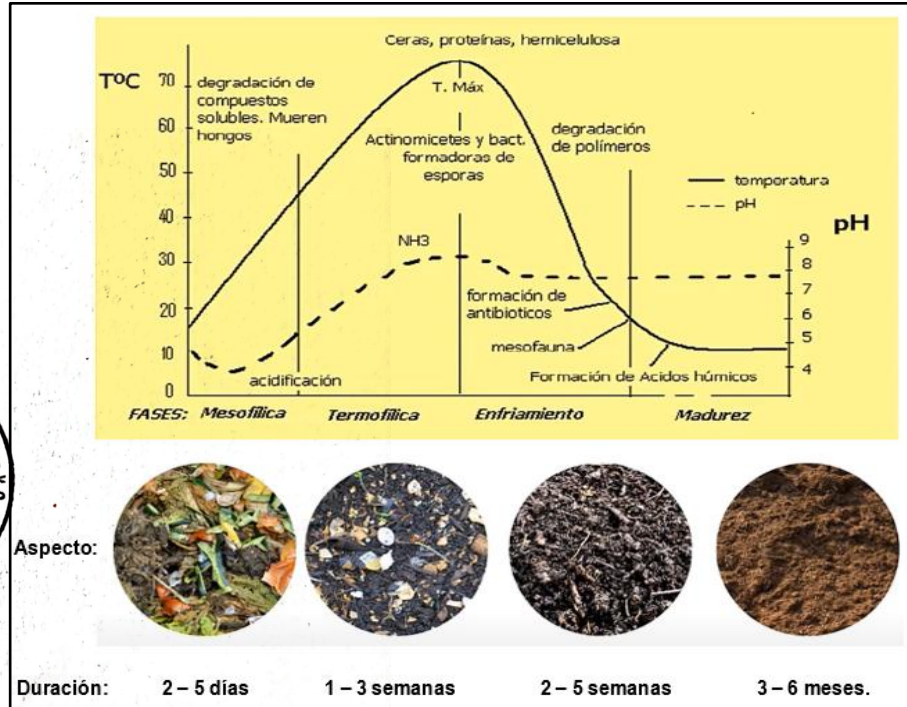 Ceras, proteínas, hemicelulosa
TºC
70
60
50
40
30
20
10
0
degradación de
compuestos
solubles. Mueren
hongos
T. Máx
Actinomicetes y bact.
formadoras de
esporas
degradación
de polímeros
temperatura
pH
pH
9
8
7
6
5
4
NH3
formación de
antibioticos
mesofauna
acidificación
Formación de Acidos húmicos
FASES: Mesofílica Termofílica Enfriamiento Madurez
Aspecto:
Duración: 2 – 5 días 1 – 3 semanas 2 – 5 semanas 3 – 6 meses.